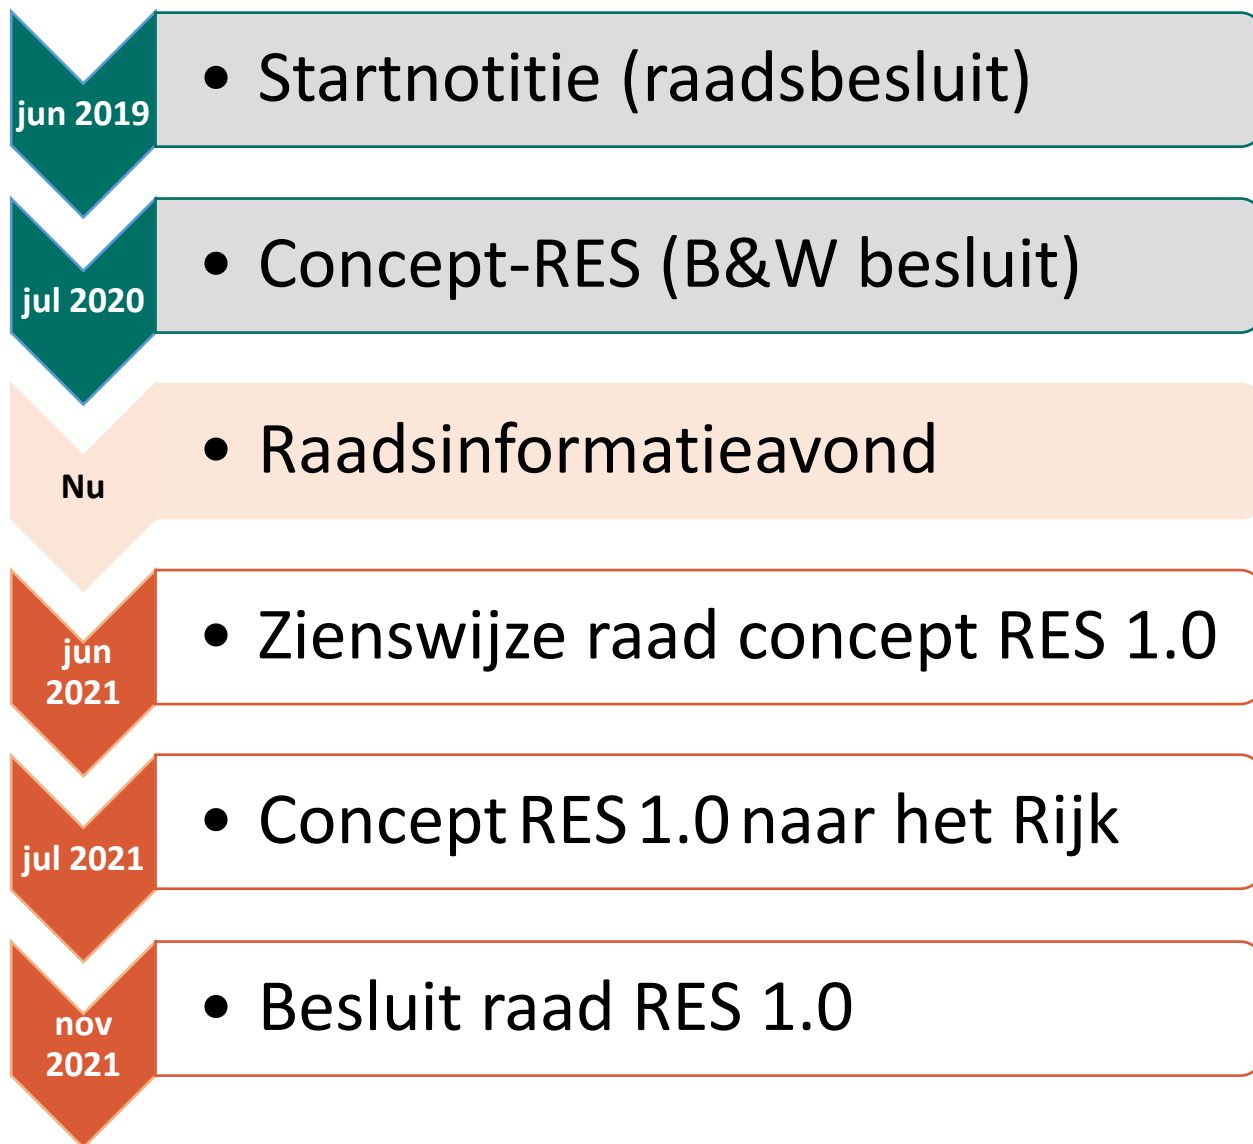 jun 2019
• Startnotitie (raadsbesluit)
jul 2020
• Concept-RES (B&W besluit)
Nu
• Raadsinformatieavond
jun
2021
• Zienswijze raad concept RES 1.0
jul 2021
• Concept RES 1.0 naar het Rijk
nov
2021
• Besluit raad RES 1.0